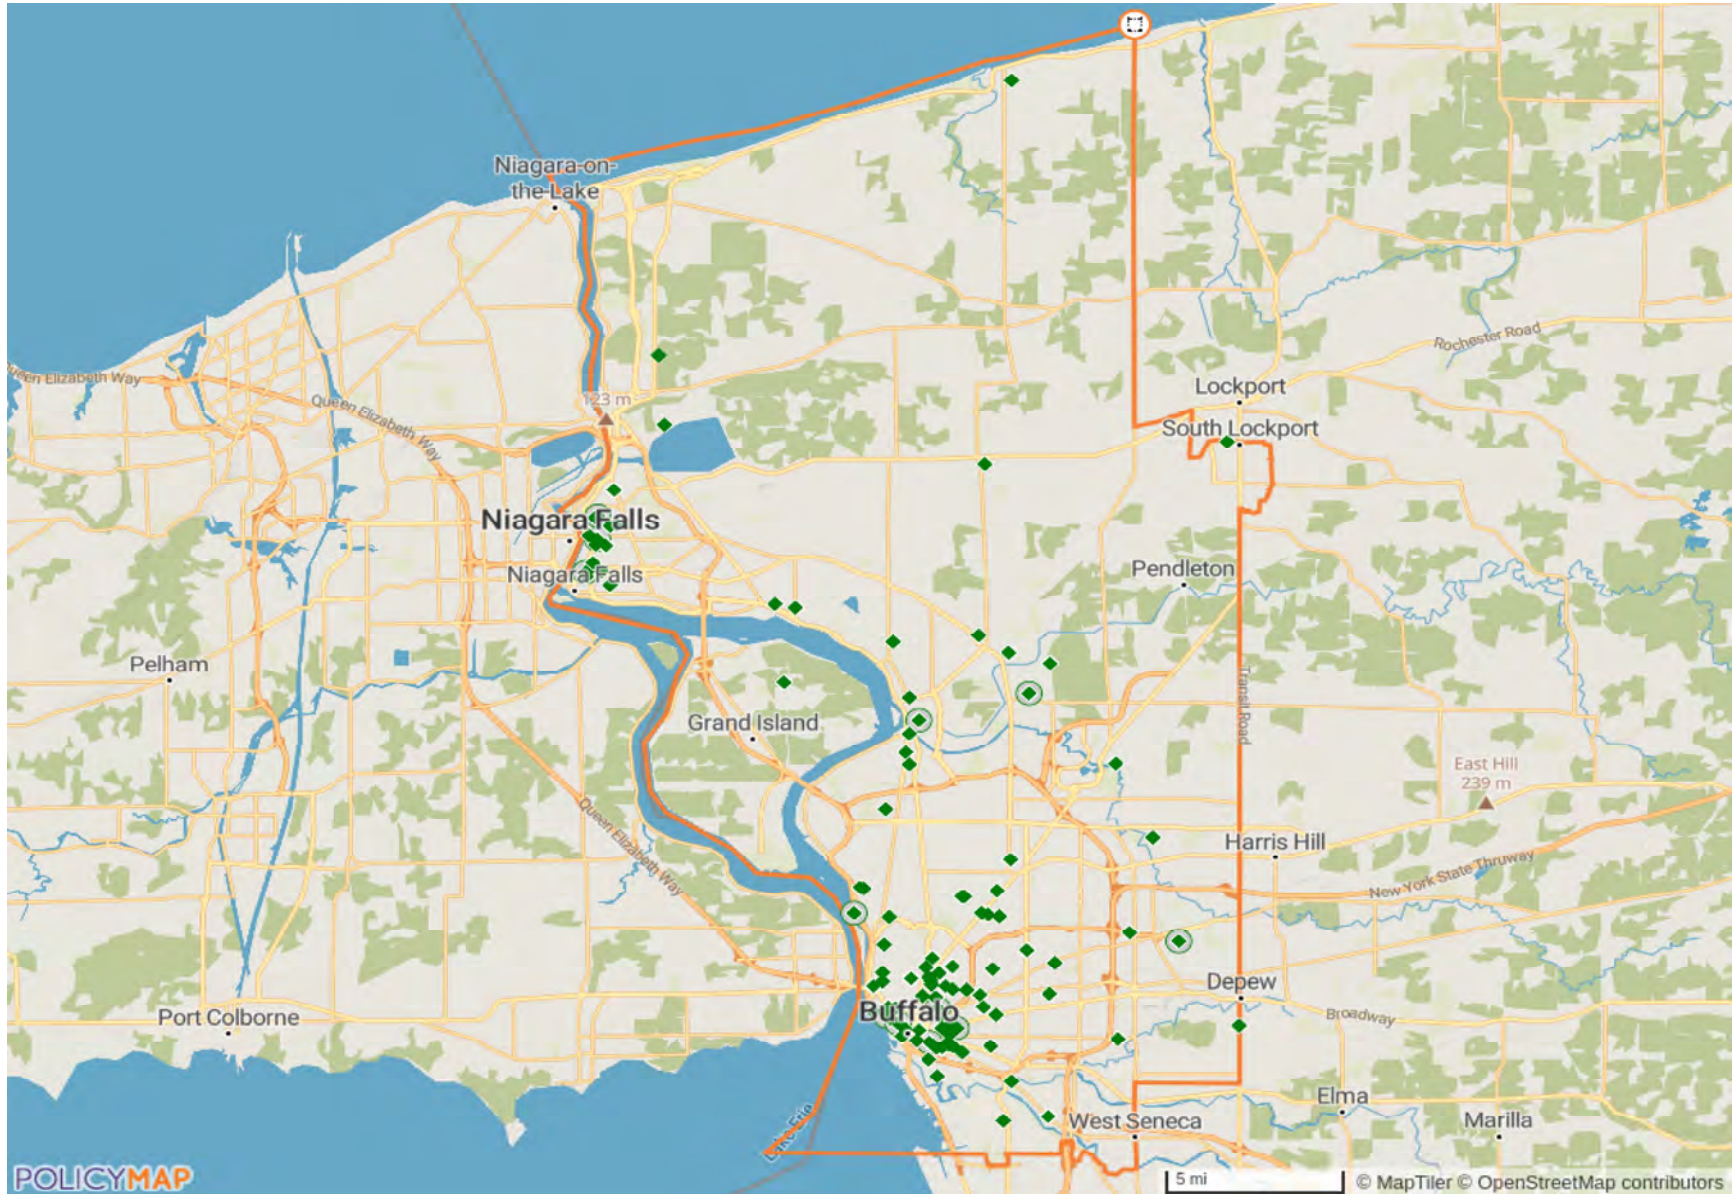 Niagara-on-
the-Lake
Rochester Road
ueen Elizabeth Way
Lockport
Queen Elizabeth Way
123 m
South Lockport
Niagara Falls
Niagara Falls
Pendleton
Pelham
Transit Road
Grand Island
East Hill
239 m
Queen Elizabeth Way
Harris Hill
New York State Thruway
Depew
Port Colborne
Buffalo
Broadway
Elma
West Seneca
Marilla
Lake Erie
POLICYMAP
5 mi
© MapTiler © OpenStreetMap contributors